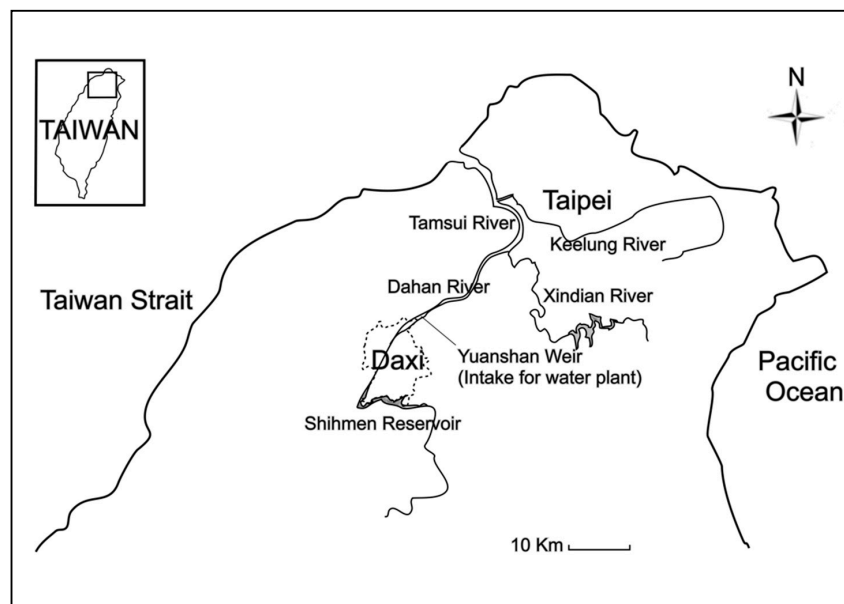 N
TAIWAN
Taipei
Tamsui River
Keelung River
Dahan River
Xindian River
Taiwan Strait
Yuanshan Weir
(Intake for water plant)
Daxi
Pacific
Ocean
Shihmen Reservoir
10 Km